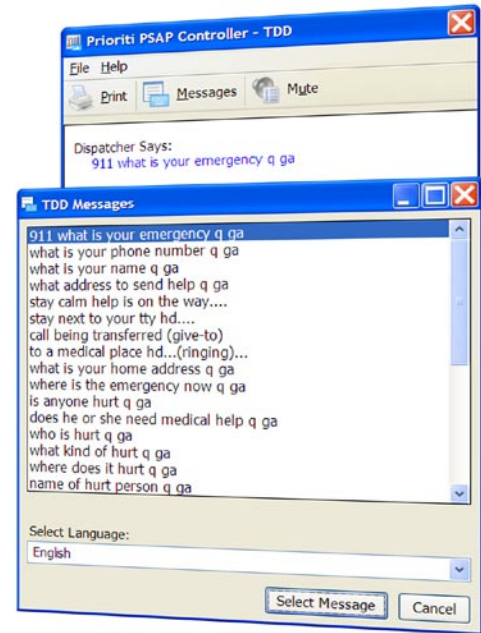 Prioriti PSAP Controller - TDD
File Help
Print Messages Mute
Dispatcher Says:
911 what is your emergency q ga
TDD Messages
911 what is your emergency q ga
what is your phone number q ga
what is your name q ga
what address to send help q ga
stay calm help is on the way....
stay next to your tty hd....
call being transferred (give-to)
to a medical place hd...(ringing)...
what is your home address q ga
where is the emergency now q ga
is anyone hurt q ga
does he or she need medical help q ga
who is hurt q ga
what kind of hurt q ga
where does it hurt q ga
name of hurt person q ga
Select Language:
English
Select Message Cancel